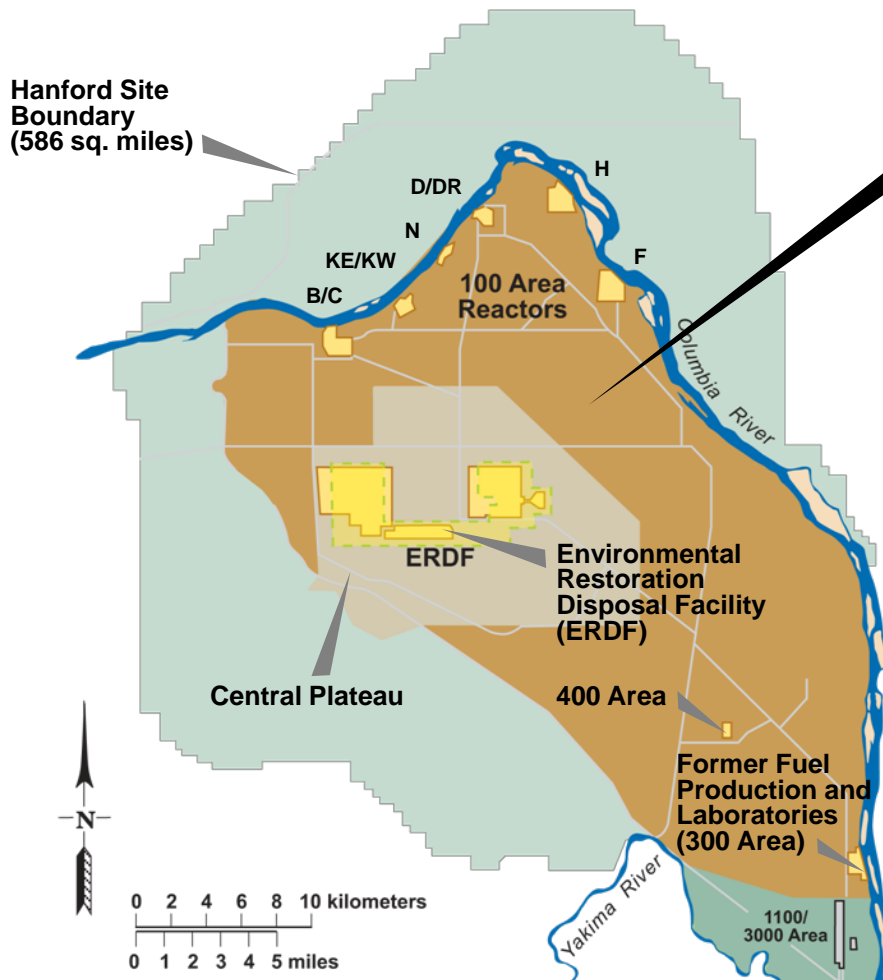 Hanford Site
Boundary
(586 sq. miles)
D/DR
H
N
KE/KW
F
B/C
100 Area
Reactors
Columbia River
ERDF
Environmental
Restoration
Disposal Facility
(ERDF)
Central Plateau
400 Area
Former Fuel
Production and
Laboratories
(300 Area)
N
Yakima River
0 2 4 6 8 10 kilometers
0 1 2 3 4 5 miles
1100/
3000 Area